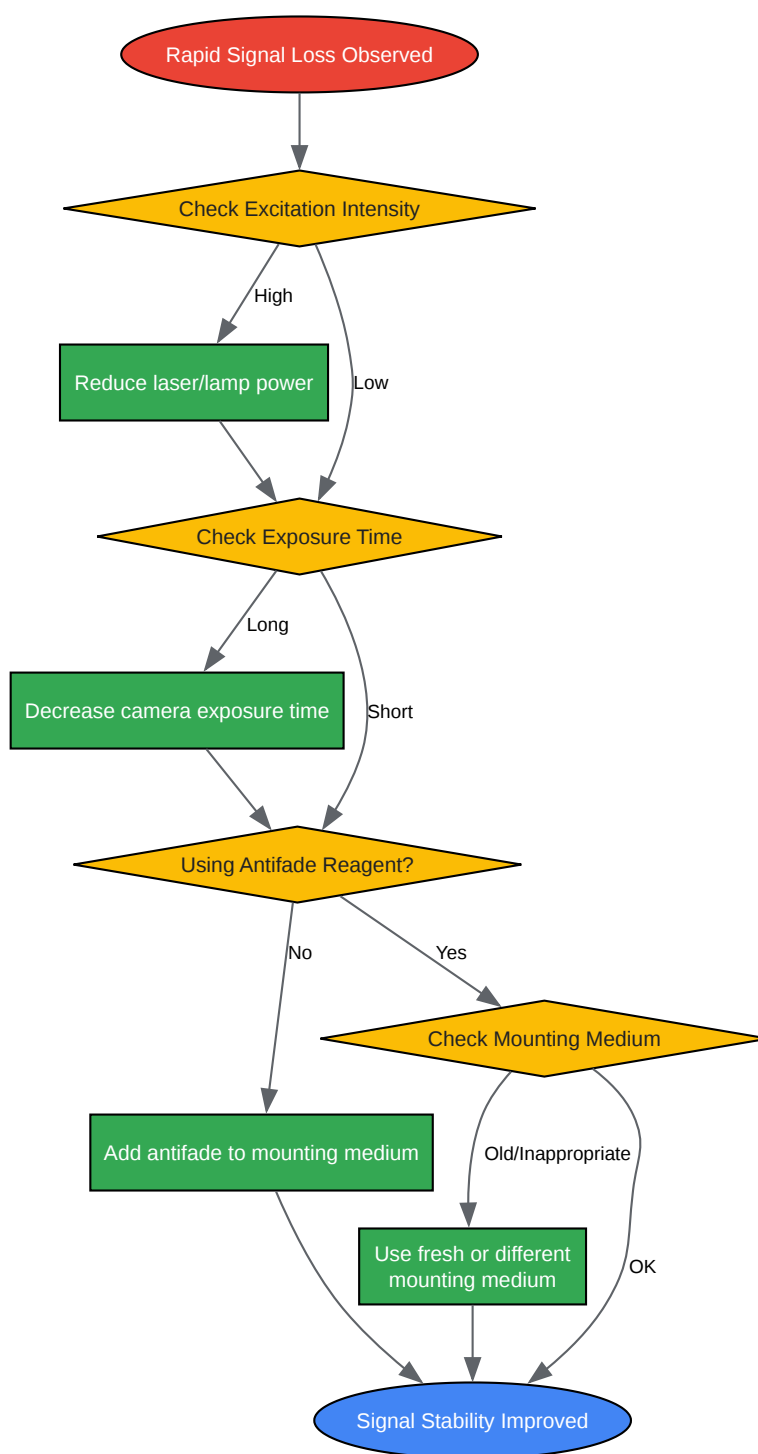 Rapid Signal Loss Observed
Check Excitation Intensity
High
Reduce laser/lamp power
Low
Check Exposure Time
Long
Decrease camera exposure time
Short
Using Antifade Reagent?
No
Yes
Check Mounting Medium
Add antifade to mounting medium
Old/Inappropriate
Use fresh or different
mounting medium
OK
Signal Stability Improved